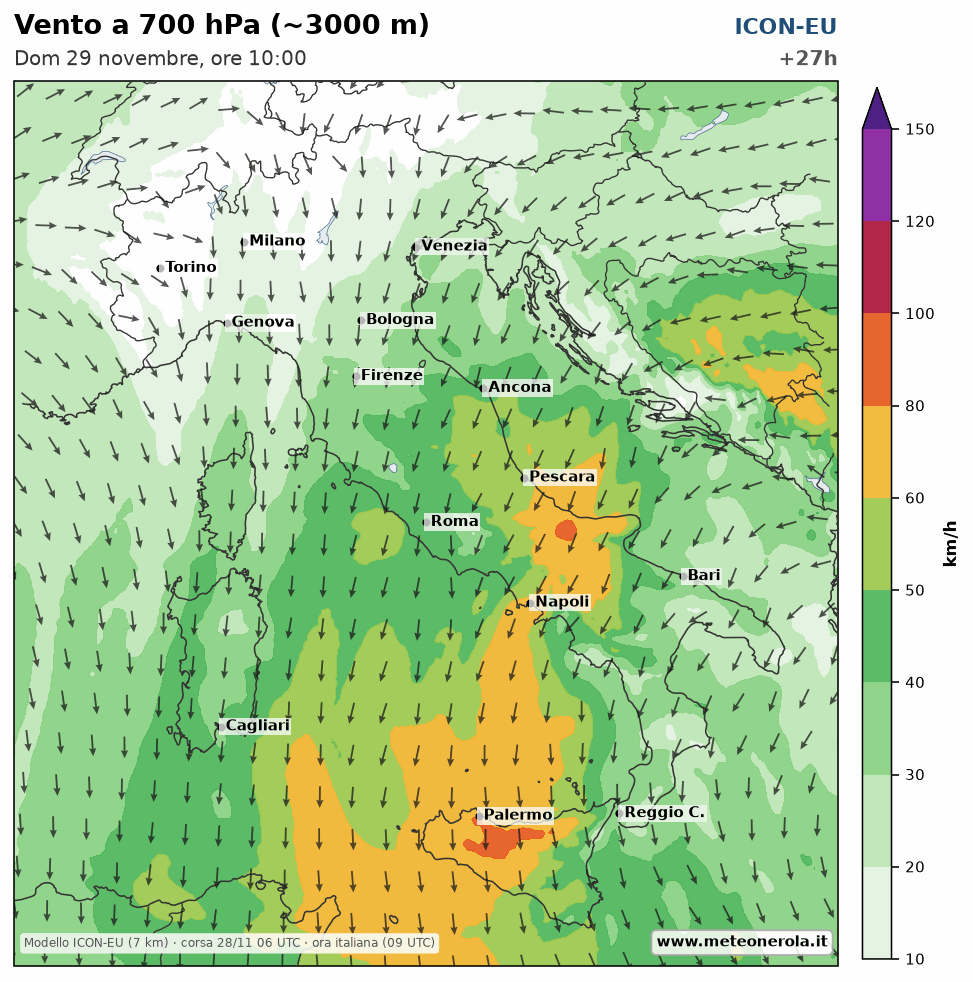 Vento a 700 hPa (~3000 m)
ICON-EU
Dom 29 novembre, ore 10:00
+27h
Milano
Venezia
Torino
Genova
Bologna
Firenze
Ancona
Pescara
Roma
Bari
Napoli
Cagliari
Palermo
Reggio C.
Modello ICON-EU (7 km) · corsa 28/11 06 UTC · ora italiana (09 UTC)
www.meteonerola.it
150
120
100
80
60
50
40
30
20
10
km/h